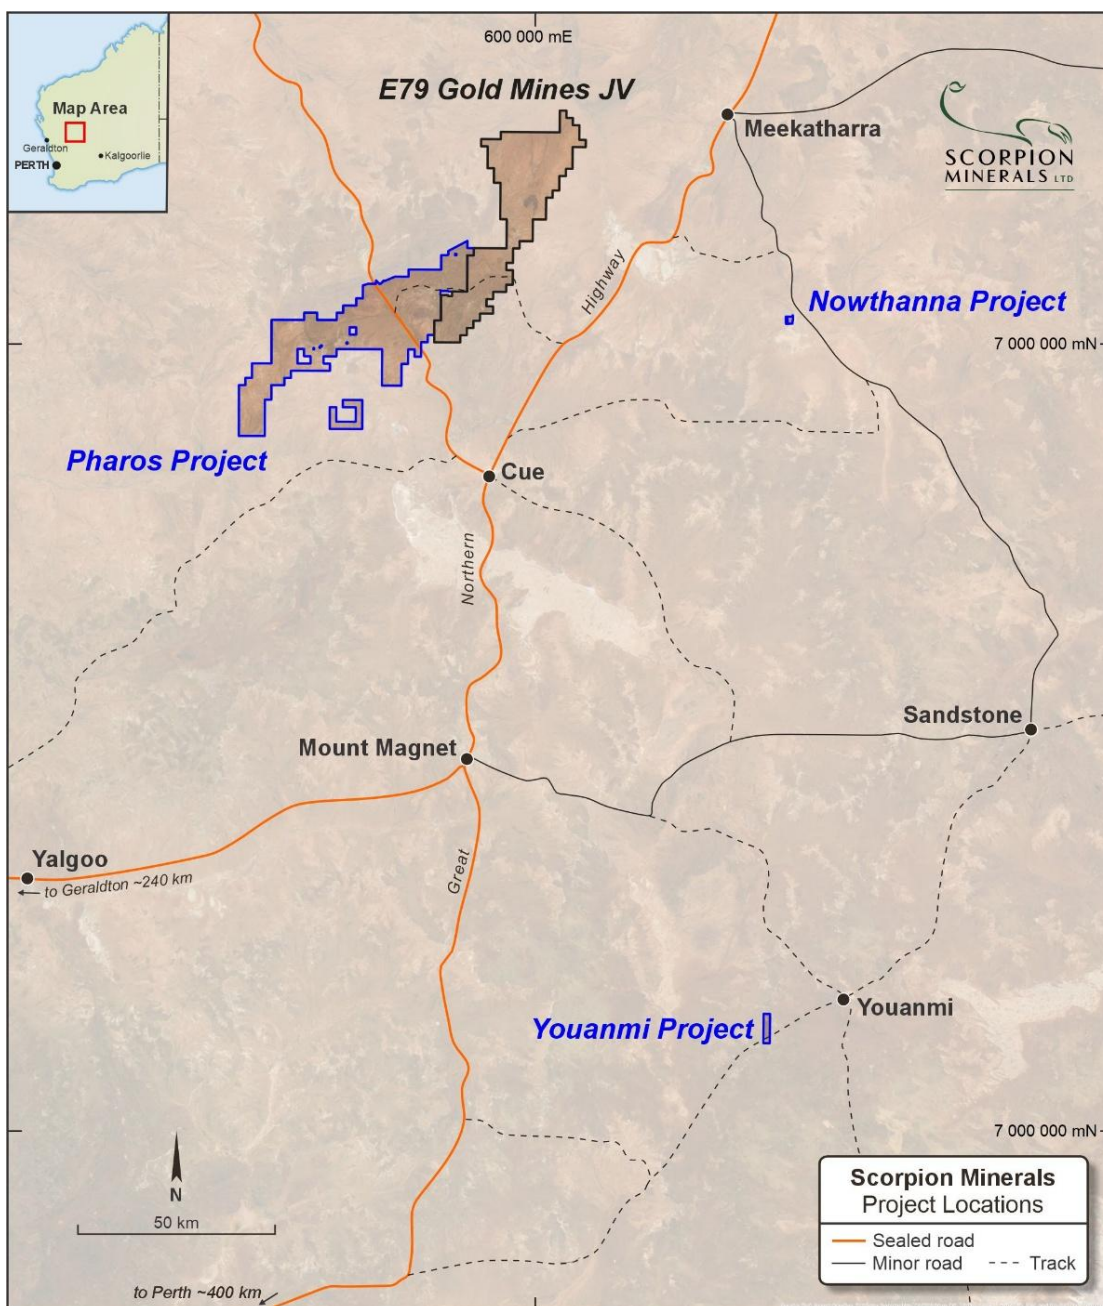 600 000 mE
E79 Gold Mines JV
Map Area
Geraldton
Kalgoorlie
PERTH
Meekatharra
SCORPION
MINERALS LTD
Highway
Nowthanna Project
7 000 000 mN
Pharos Project
Cue
Northern
Sandstone
Mount Magnet
Yalgoo
to Geraldton ~240 km
Great
Youanmi
Youanmi Project
7 000 000 mN
N
50 km
to Perth ~400 km
Scorpion Minerals
Project Locations
Sealed road
Minor road
Track